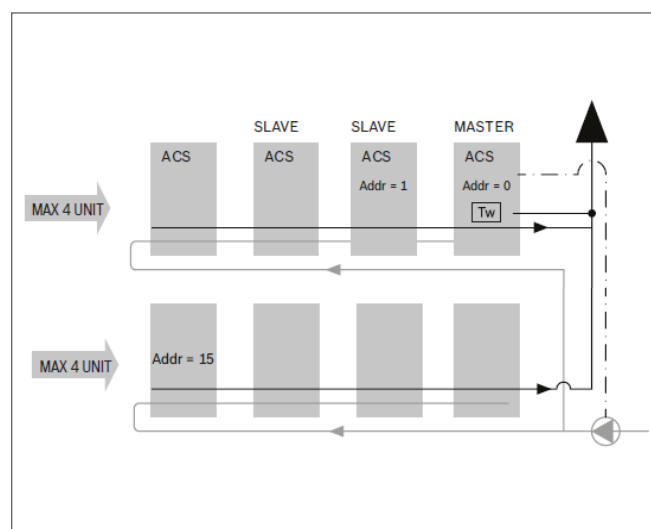 SLAVE SLAVE MASTER
ACS ACS ACS ACS
Addr = 1 Addr = 0
MAX 4 UNIT
Tw
Addr = 15
MAX 4 UNIT